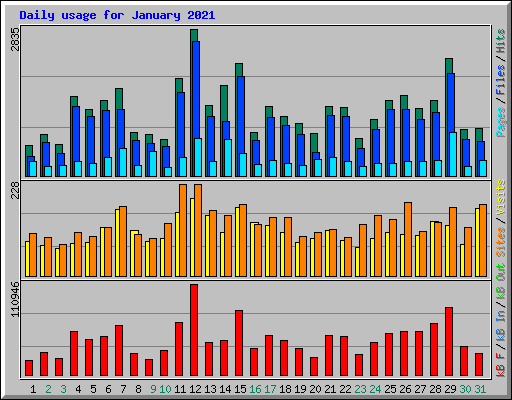 Daily usage for January 2021
2835
Pages / Files / Hits
228
Sites / Visits
110946
kB F / kB In / kB Out
1 2 3 4 5 6 7 8 9 10 11 12 13 14 15 16 17 18 19 20 21 22 23 24 25 26 27 28 29 30 31